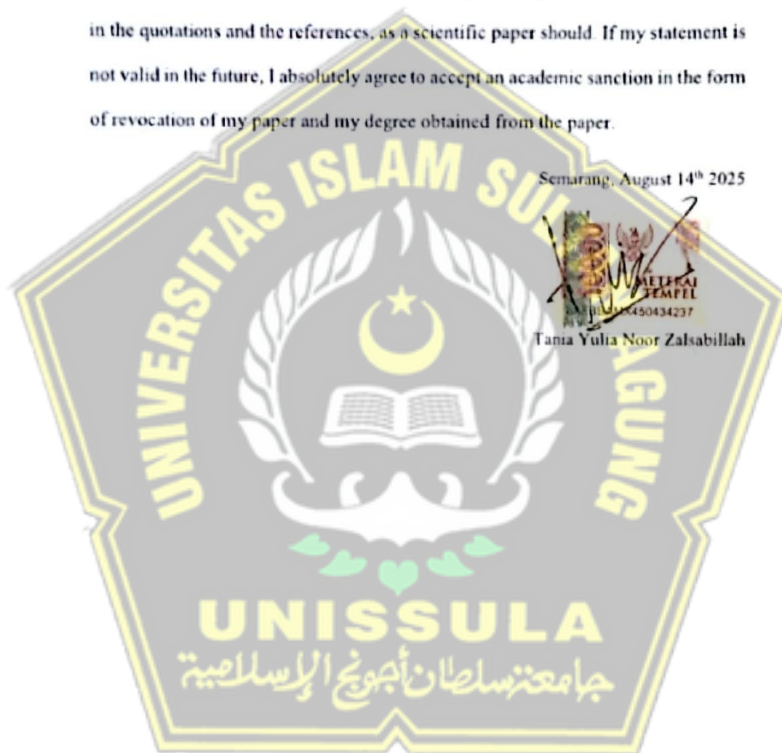 in the quotations and the references, as a scientific paper should. If my statement is
not valid in the future, I absolutely agree to accept an academic sanction in the form
of revocation of my paper and my degree obtained from the paper.
Semarang, August 14th 2025
METERAI
TEMPEL
450434237
Tania Yulia Noor Zalsabillah
UNIVERSITAS ISLAM SULTAN AGUNG
UNISSULA
جامعة سلطان أجونج الإسلامية